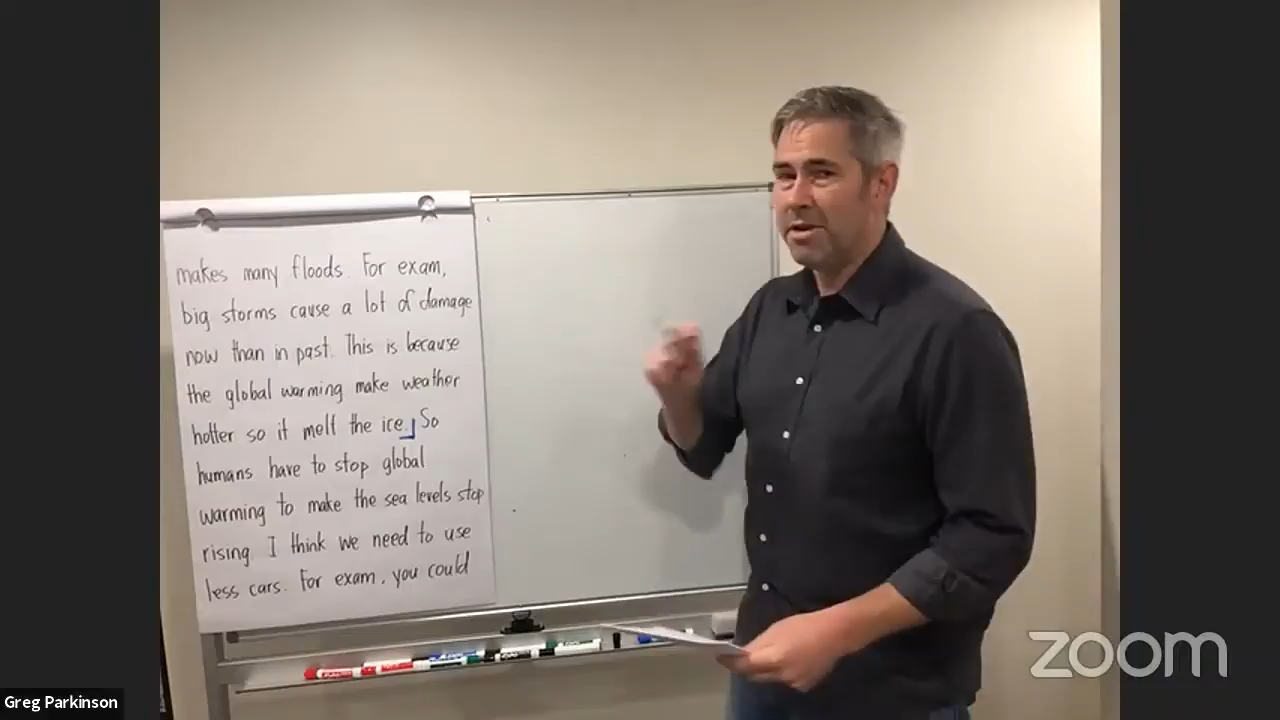 makes many floods. For exam,
big storms cause a lot of damage
now than in past. This is because
the global warming make weather
hotter so it melt the ice. So
humans have to stop global
warming to make the sea levels stop
rising. I think we need to use
less cars. For exam, you could
zoom
Greg Parkinson